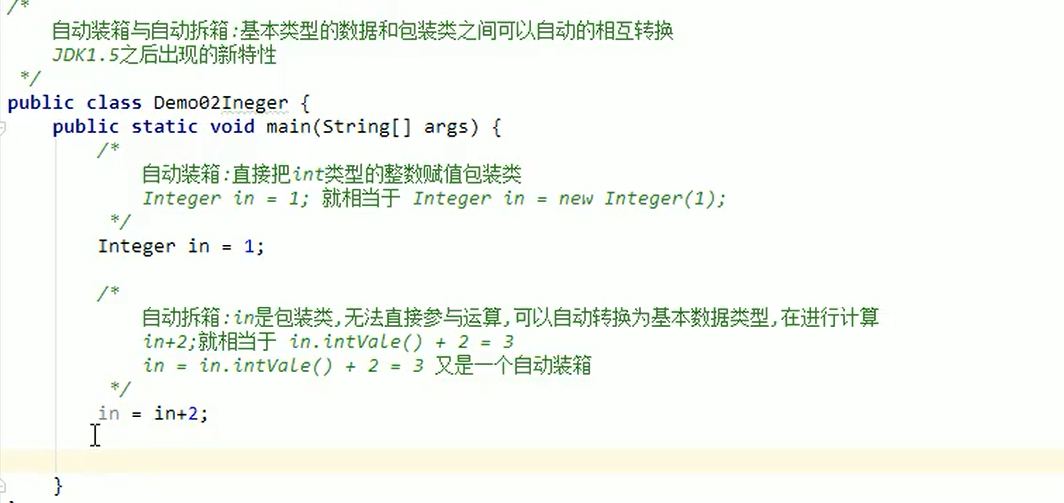 /*
自动装箱与自动拆箱:基本类型的数据和包装类之间可以自动的相互转换
JDK1.5之后出现的新特性
*/
public class Demo02Ineger {
public static void main(String[] args) {
/*
自动装箱:直接把int类型的整数赋值包装类
Integer in = 1; 就相当于 Integer in = new Integer(1);
*/
Integer in = 1;
/*
自动拆箱:in是包装类,无法直接参与运算,可以自动转换为基本数据类型,在进行计算
in+2;就相当于 in.intVale() + 2 = 3
in = in.intVale() + 2 = 3 又是一个自动装箱
*/
in = in+2;
}